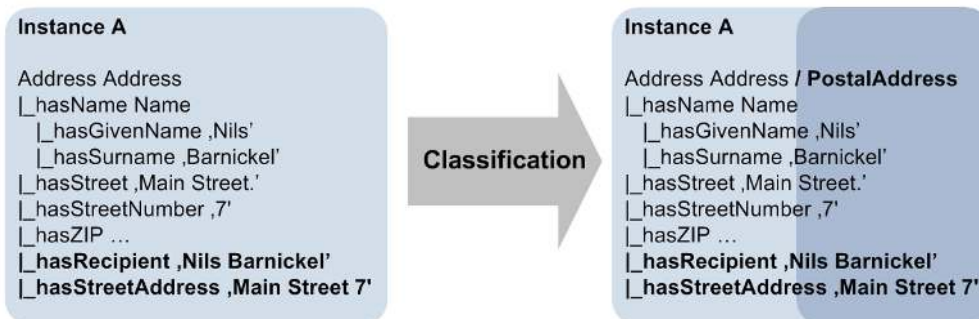 Instance A
Address Address
|_hasName Name
|_hasGivenName ‚Nils’
|_hasSurname ‚Barnickel’
|_hasStreet ‚Main Street.’
|_hasStreetNumber ‚7'
|_hasZIP ...
|_hasRecipient ‚Nils Barnickel’
|_hasStreetAddress ‚Main Street 7'
Classification
Instance A
Address Address / PostalAddress
|_hasName Name
|_hasGivenName ‚Nils’
|_hasSurname ‚Barnickel’
|_hasStreet ‚Main Street.’
|_hasStreetNumber ‚7'
|_hasZIP ...
|_hasRecipient ‚Nils Barnickel’
|_hasStreetAddress ‚Main Street 7'